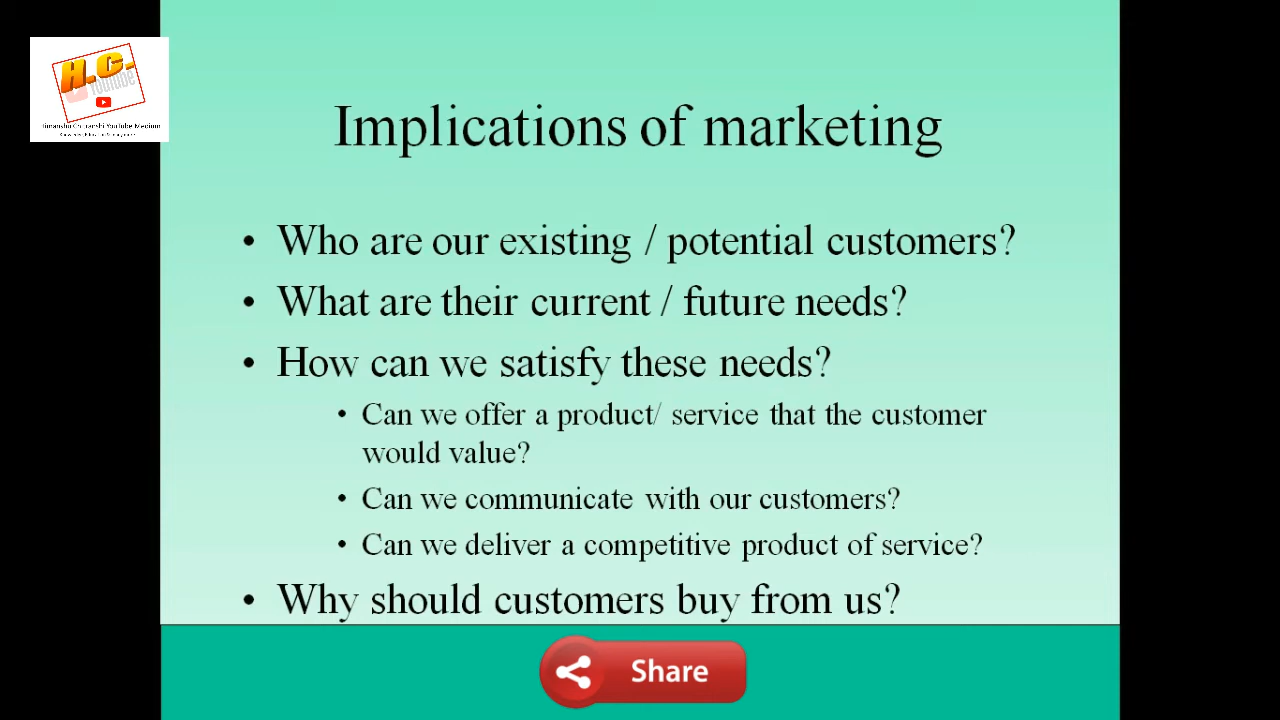 H.C.
YouTube
Implications of marketing
• Who are our existing / potential customers?
• What are their current / future needs?
• How can we satisfy these needs?
• Can we offer a product/ service that the customer
would value?
• Can we communicate with our customers?
• Can we deliver a competitive product of service?
• Why should customers buy from us?
Share